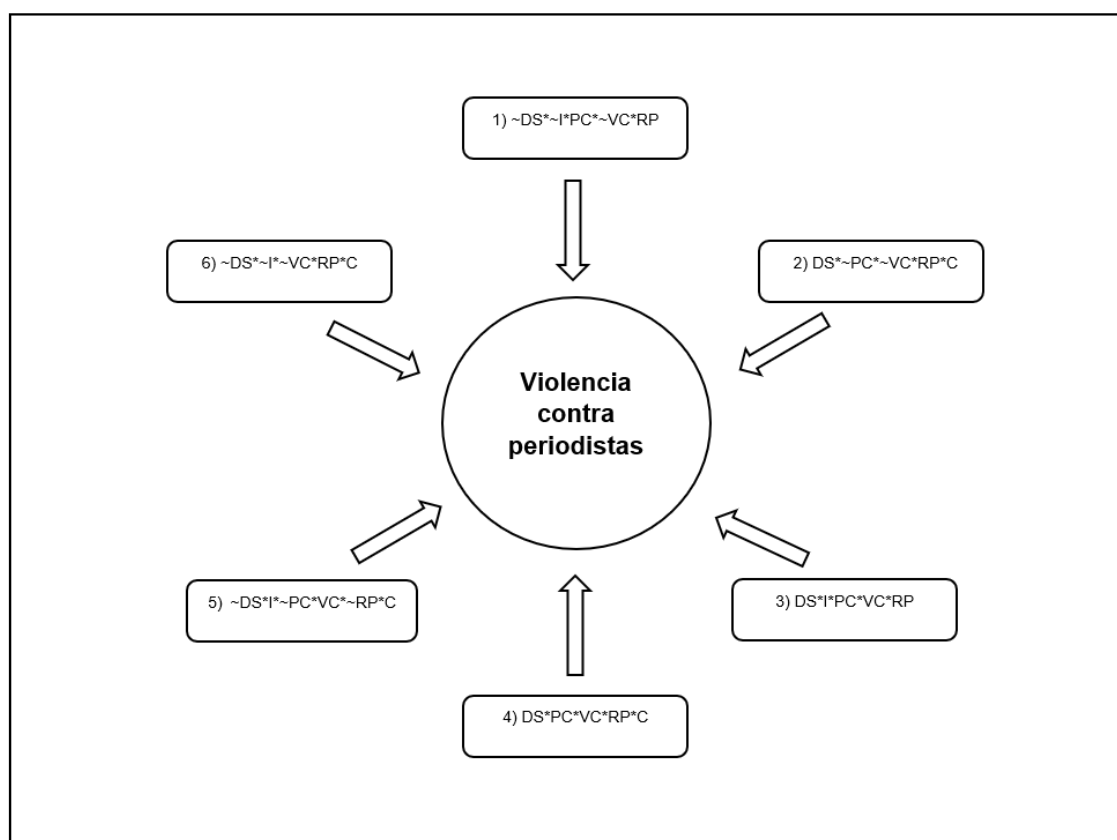 1) ~DS*~I*PC*~VC*RP
6) ~DS*~I*~VC*RP*C
2) DS*~PC*~VC*RP*C
Violencia
contra
periodistas
5) ~DS*I*~PC*VC*~RP*C
3) DS*I*PC*VC*RP
4) DS*PC*VC*RP*C